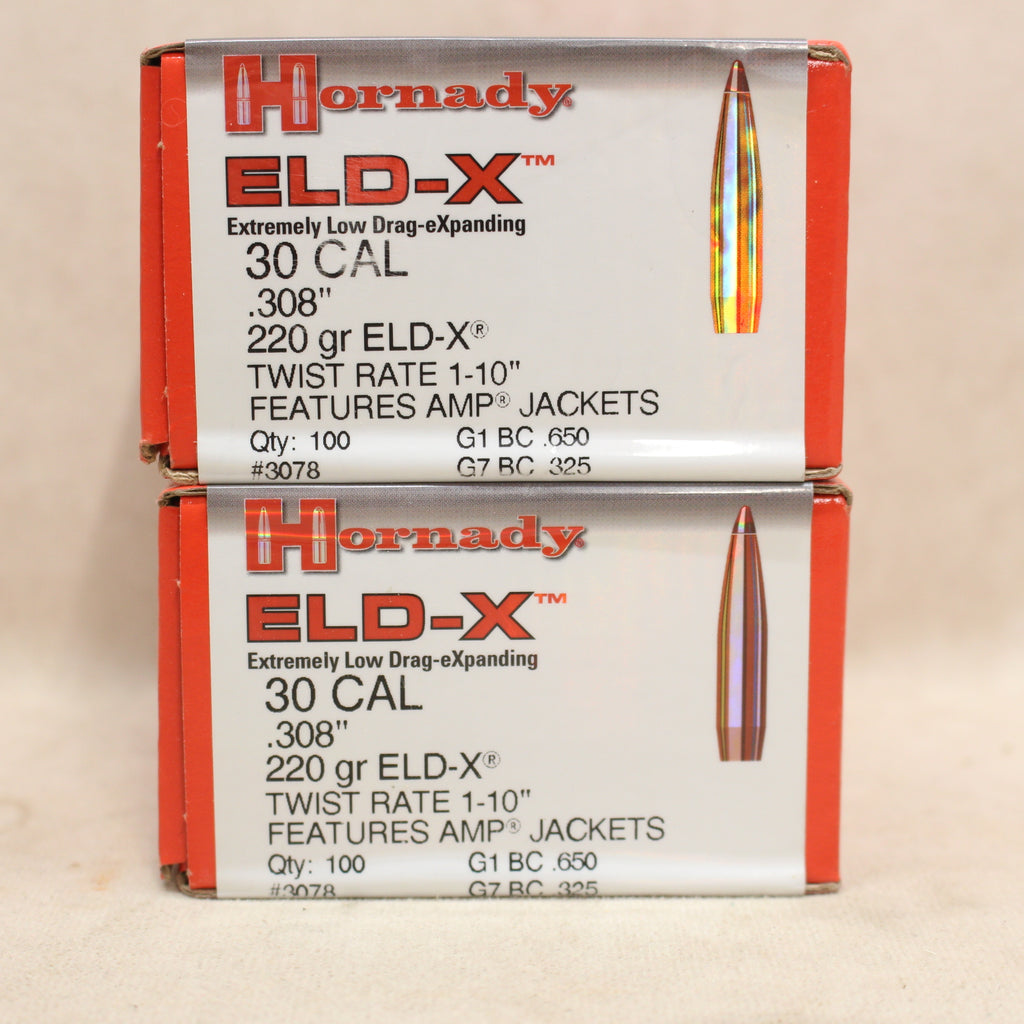 Hornady®
ELD-X™
Extremely Low Drag-eXpanding
30 CAL
.308"
220 gr ELD-X®
TWIST RATE 1-10"
FEATURES AMP® JACKETS
Qty: 100 G1 BC .650
#3078 G7 BC .325
Hornady®
ELD-X™
Extremely Low Drag-eXpanding
30 CAL
.308"
220 gr ELD-X®
TWIST RATE 1-10"
FEATURES AMP® JACKETS
Qty: 100 G1 BC .650
#3078 G7 BC .325